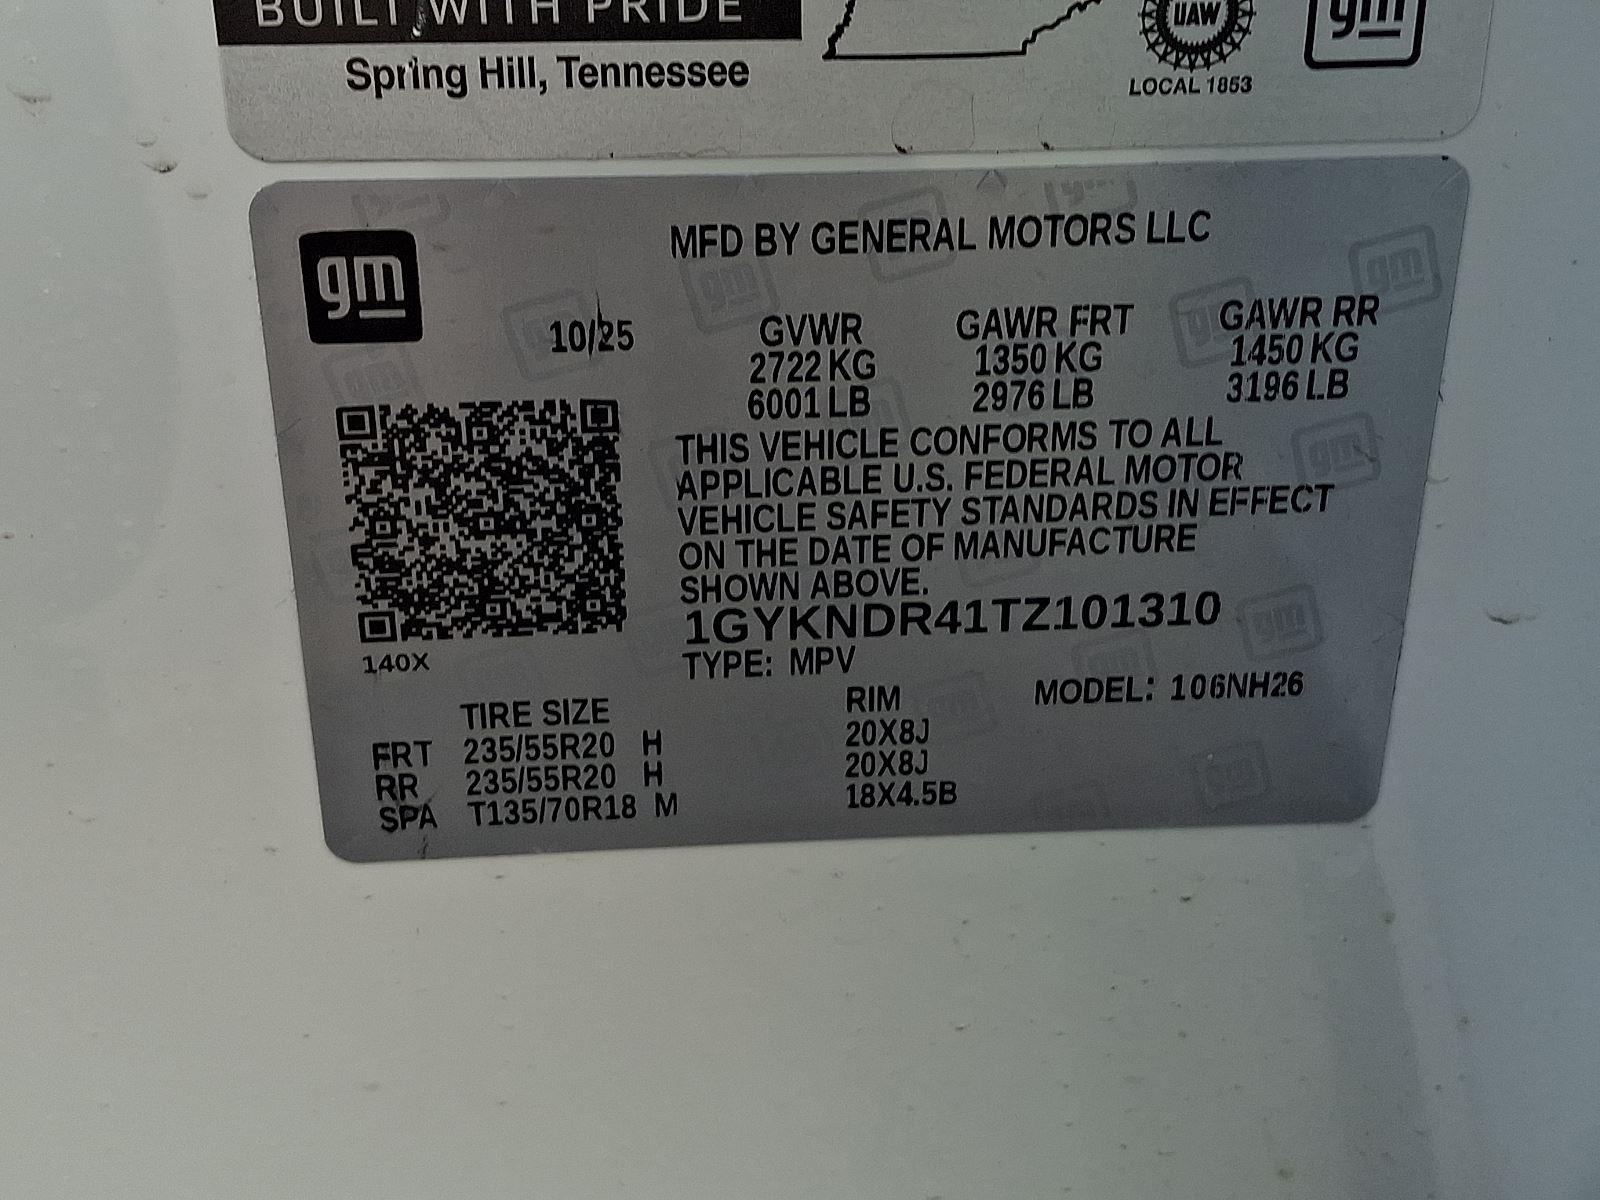 BUILT WITH PRIDE
Spring Hill, Tennessee
UAW
LOCAL 1853
gm
gm
MFD BY GENERAL MOTORS LLC
10/25
GVWR GAWR FRT GAWR RR
2722 KG 1350 KG 1450 KG
6001 LB 2976 LB 3196 LB
THIS VEHICLE CONFORMS TO ALL
APPLICABLE U.S. FEDERAL MOTOR
VEHICLE SAFETY STANDARDS IN EFFECT
ON THE DATE OF MANUFACTURE
SHOWN ABOVE.
1GYKNDR41TZ101310
140X
TYPE: MPV
MODEL: 106NH26
TIRE SIZE RIM
FRT 235/55R20 H 20X8J
RR 235/55R20 H 20X8J
SPA T135/70R18 M 18X4.5B